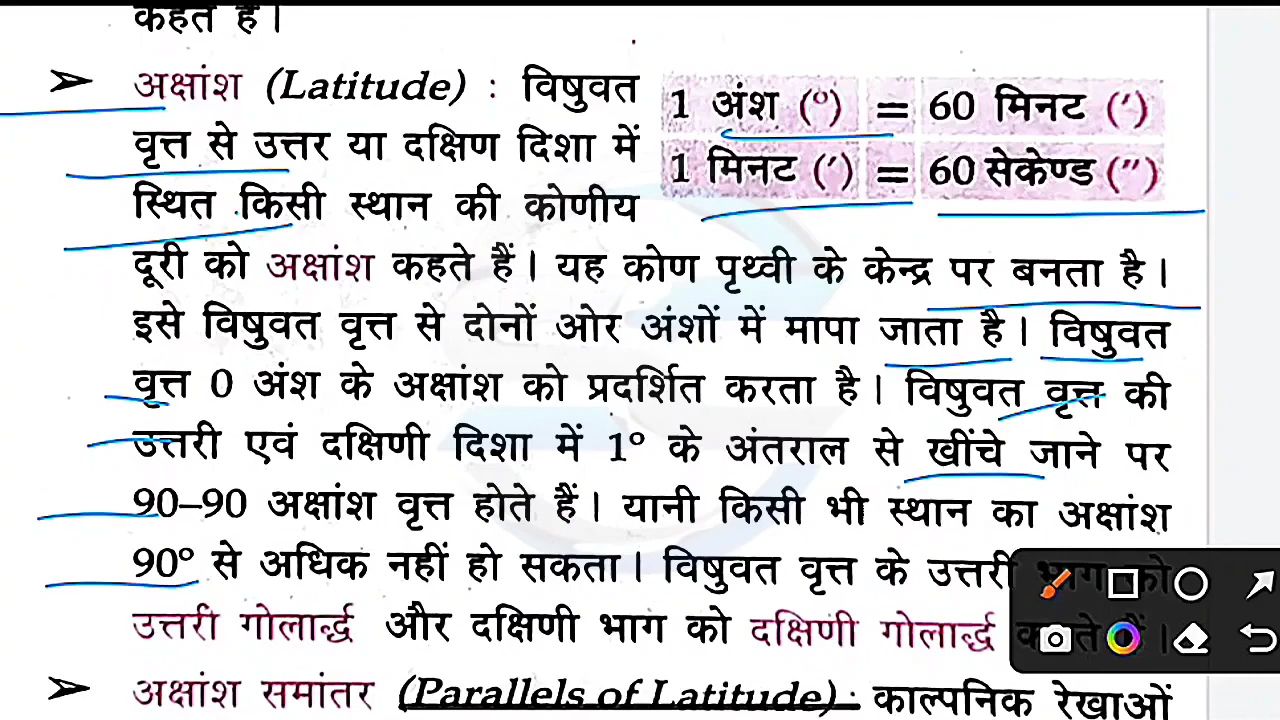 कहते हैं।
➤ अक्षांश (Latitude) : विषुवत
वृत्त से उत्तर या दक्षिण दिशा में
स्थित किसी स्थान की कोणीय
1 अंश (°) = 60 मिनट (′)
1 मिनट (′) = 60 सेकेण्ड (″)
दूरी को अक्षांश कहते हैं। यह कोण पृथ्वी के केन्द्र पर बनता है।
इसे विषुवत वृत्त से दोनों ओर अंशों में मापा जाता है। विषुवत
वृत्त 0 अंश के अक्षांश को प्रदर्शित करता है। विषुवत वृत्त की
उत्तरी एवं दक्षिणी दिशा में 1° के अंतराल से खींचे जाने पर
90–90 अक्षांश वृत्त होते हैं। यानी किसी भी स्थान का अक्षांश
90° से अधिक नहीं हो सकता। विषुवत वृत्त के उत्तरी भाग को
उत्तरी गोलार्द्ध और दक्षिणी भाग को दक्षिणी गोलार्द्ध कहते हैं।
➤ अक्षांश समांतर (Parallels of Latitude) : काल्पनिक रेखाओं